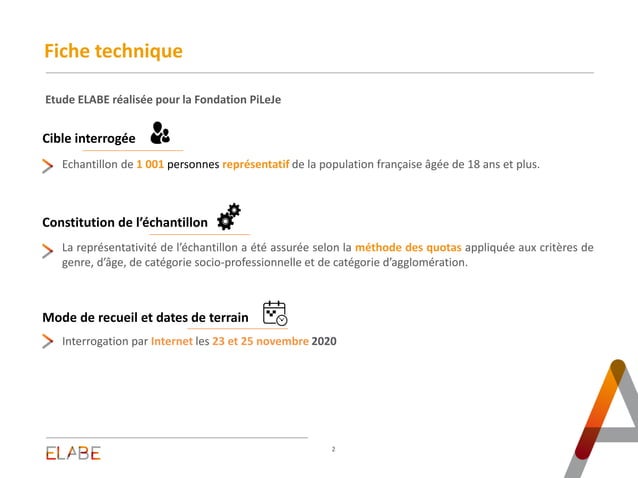 Fiche technique
Etude ELABE réalisée pour la Fondation PiLeJe
Cible interrogée
Echantillon de 1 001 personnes représentatif de la population française âgée de 18 ans et plus.
Constitution de l’échantillon
La représentativité de l’échantillon a été assurée selon la méthode des quotas appliquée aux critères de
genre, d’âge, de catégorie socio-professionnelle et de catégorie d’agglomération.
Mode de recueil et dates de terrain
Interrogation par Internet les 23 et 25 novembre 2020
ELABE
2